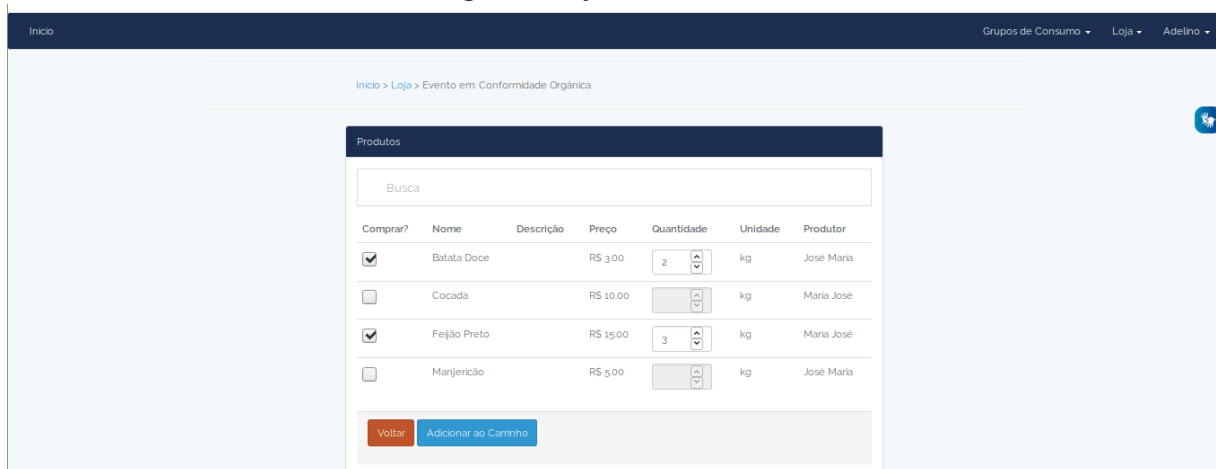 Inicio Grupos de Consumo Loja Adelino
Inicio > Loja > Evento em: Conformidade Orgânica
Produtos
Busca
Comprar? Nome Descrição Preço Quantidade Unidade Produtor
Batata Doce R$ 3.00 2 kg José Maria
Cocada R$ 10.00 kg Maria José
Feijão Preto R$ 15.00 3 kg Maria José
Manjericão R$ 5.00 kg José Maria
Voltar Adicionar ao Carrinho